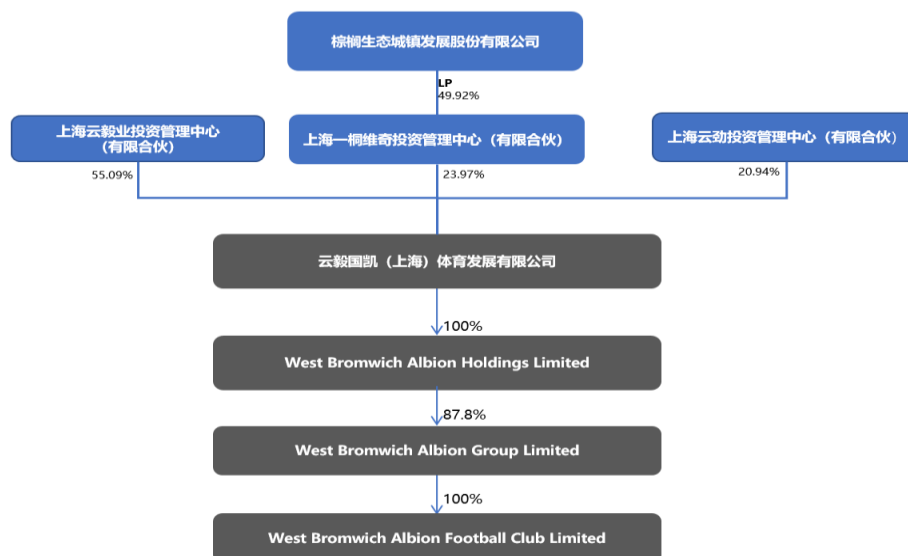 棕榈生态城镇发展股份有限公司
LP
49.92%
上海云毅业投资管理中心
(有限合伙)
上海一桐维奇投资管理中心（有限合伙）
上海云劲投资管理中心（有限合伙）
55.09%
23.97%
20.94%
云毅国凯（上海）体育发展有限公司
100%
West Bromwich Albion Holdings Limited
87.8%
West Bromwich Albion Group Limited
100%
West Bromwich Albion Football Club Limited